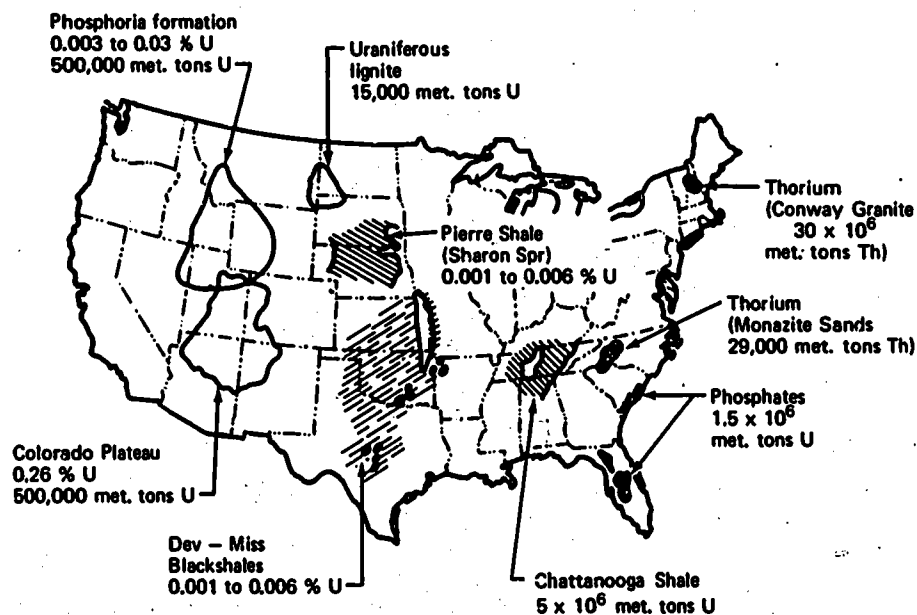 Phosphoria formation
0.003 to 0.03 % U
500,000 met. tons U
Uraniferous
lignite
15,000 met. tons U
Pierre Shale
(Sharon Spr)
0.001 to 0.006 % U
Thorium
(Conway Granite
30 x 10⁶
met. tons Th)
Thorium
(Monazite Sands
29,000 met. tons Th)
Phosphates
1.5 x 10⁶
met. tons U
Colorado Plateau
0.26 % U
500,000 met. tons U
Dev – Miss
Blackshales
0.001 to 0.006 % U
Chattanooga Shale
5 x 10⁶ met. tons U